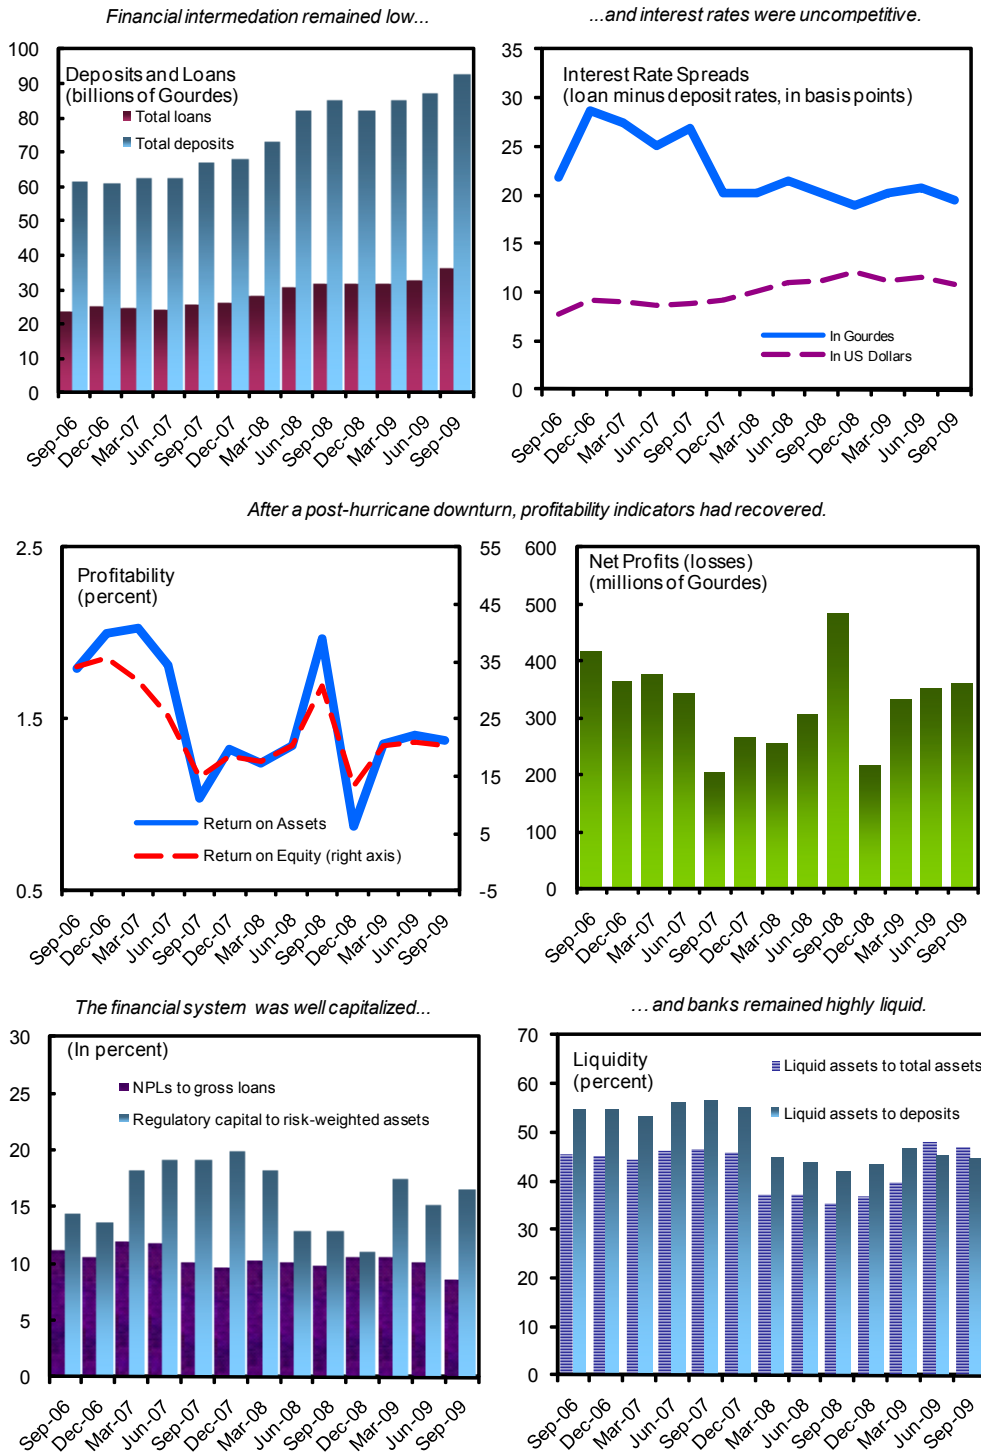 Financial intermedation remained low...
...and interest rates were uncompetitive.
Deposits and Loans
(billions of Gourdes)
Total loans
Total deposits
100
90
80
70
60
50
40
30
20
10
0
Sep-06
Dec-06
Mar-07
Jun-07
Sep-07
Dec-07
Mar-08
Jun-08
Sep-08
Dec-08
Mar-09
Jun-09
Sep-09
Interest Rate Spreads
(loan minus deposit rates, in basis points)
35
30
25
20
15
10
5
0
In Gourdes
In US Dollars
Sep-06
Dec-06
Mar-07
Jun-07
Sep-07
Dec-07
Mar-08
Jun-08
Sep-08
Dec-08
Mar-09
Jun-09
Sep-09
After a post-hurricane downturn, profitability indicators had recovered.
Profitability
(percent)
2.5
1.5
0.5
55
45
35
25
15
5
-5
Return on Assets
Return on Equity (right axis)
Sep-06
Dec-06
Mar-07
Jun-07
Sep-07
Dec-07
Mar-08
Jun-08
Sep-08
Dec-08
Mar-09
Jun-09
Sep-09
Net Profits (losses)
(millions of Gourdes)
600
500
400
300
200
100
0
Sep-06
Dec-06
Mar-07
Jun-07
Sep-07
Dec-07
Mar-08
Jun-08
Sep-08
Dec-08
Mar-09
Jun-09
Sep-09
The financial system was well capitalized...
... and banks remained highly liquid.
(In percent)
NPLs to gross loans
Regulatory capital to risk-weighted assets
30
25
20
15
10
5
0
Sep-06
Dec-06
Mar-07
Jun-07
Sep-07
Dec-07
Mar-08
Jun-08
Sep-08
Dec-08
Mar-09
Jun-09
Sep-09
Liquidity
(percent)
Liquid assets to total assets
Liquid assets to deposits
70
60
50
40
30
20
10
0
Sep-06
Dec-06
Mar-07
Jun-07
Sep-07
Dec-07
Mar-08
Jun-08
Sep-08
Dec-08
Mar-09
Jun-09
Sep-09